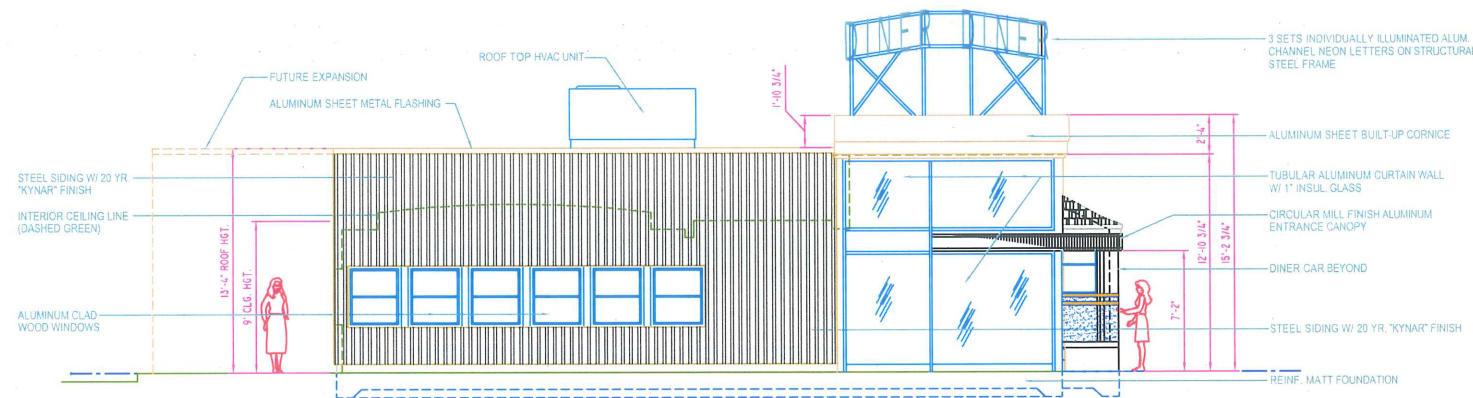 FUTURE EXPANSION
ALUMINUM SHEET METAL FLASHING
ROOF TOP HVAC UNIT
STEEL SIDING W/ 20 YR.
"KYNAR" FINISH
INTERIOR CEILING LINE
(DASHED GREEN)
ALUMINUM CLAD
WOOD WINDOWS
13'-4" ROOF HGT.
9' CLG. HGT.
1'-10 3/4"
3 SETS INDIVIDUALLY ILLUMINATED ALUM.
CHANNEL NEON LETTERS ON STRUCTURAL
STEEL FRAME
ALUMINUM SHEET BUILT-UP CORNICE
TUBULAR ALUMINUM CURTAIN WALL
W/ 1" INSUL. GLASS
CIRCULAR MILL FINISH ALUMINUM
ENTRANCE CANOPY
DINER CAR BEYOND
STEEL SIDING W/ 20 YR. "KYNAR" FINISH
REINF. MATT FOUNDATION
2'-4"
12'-10 3/4"
15'-2 3/4"
7'-2"